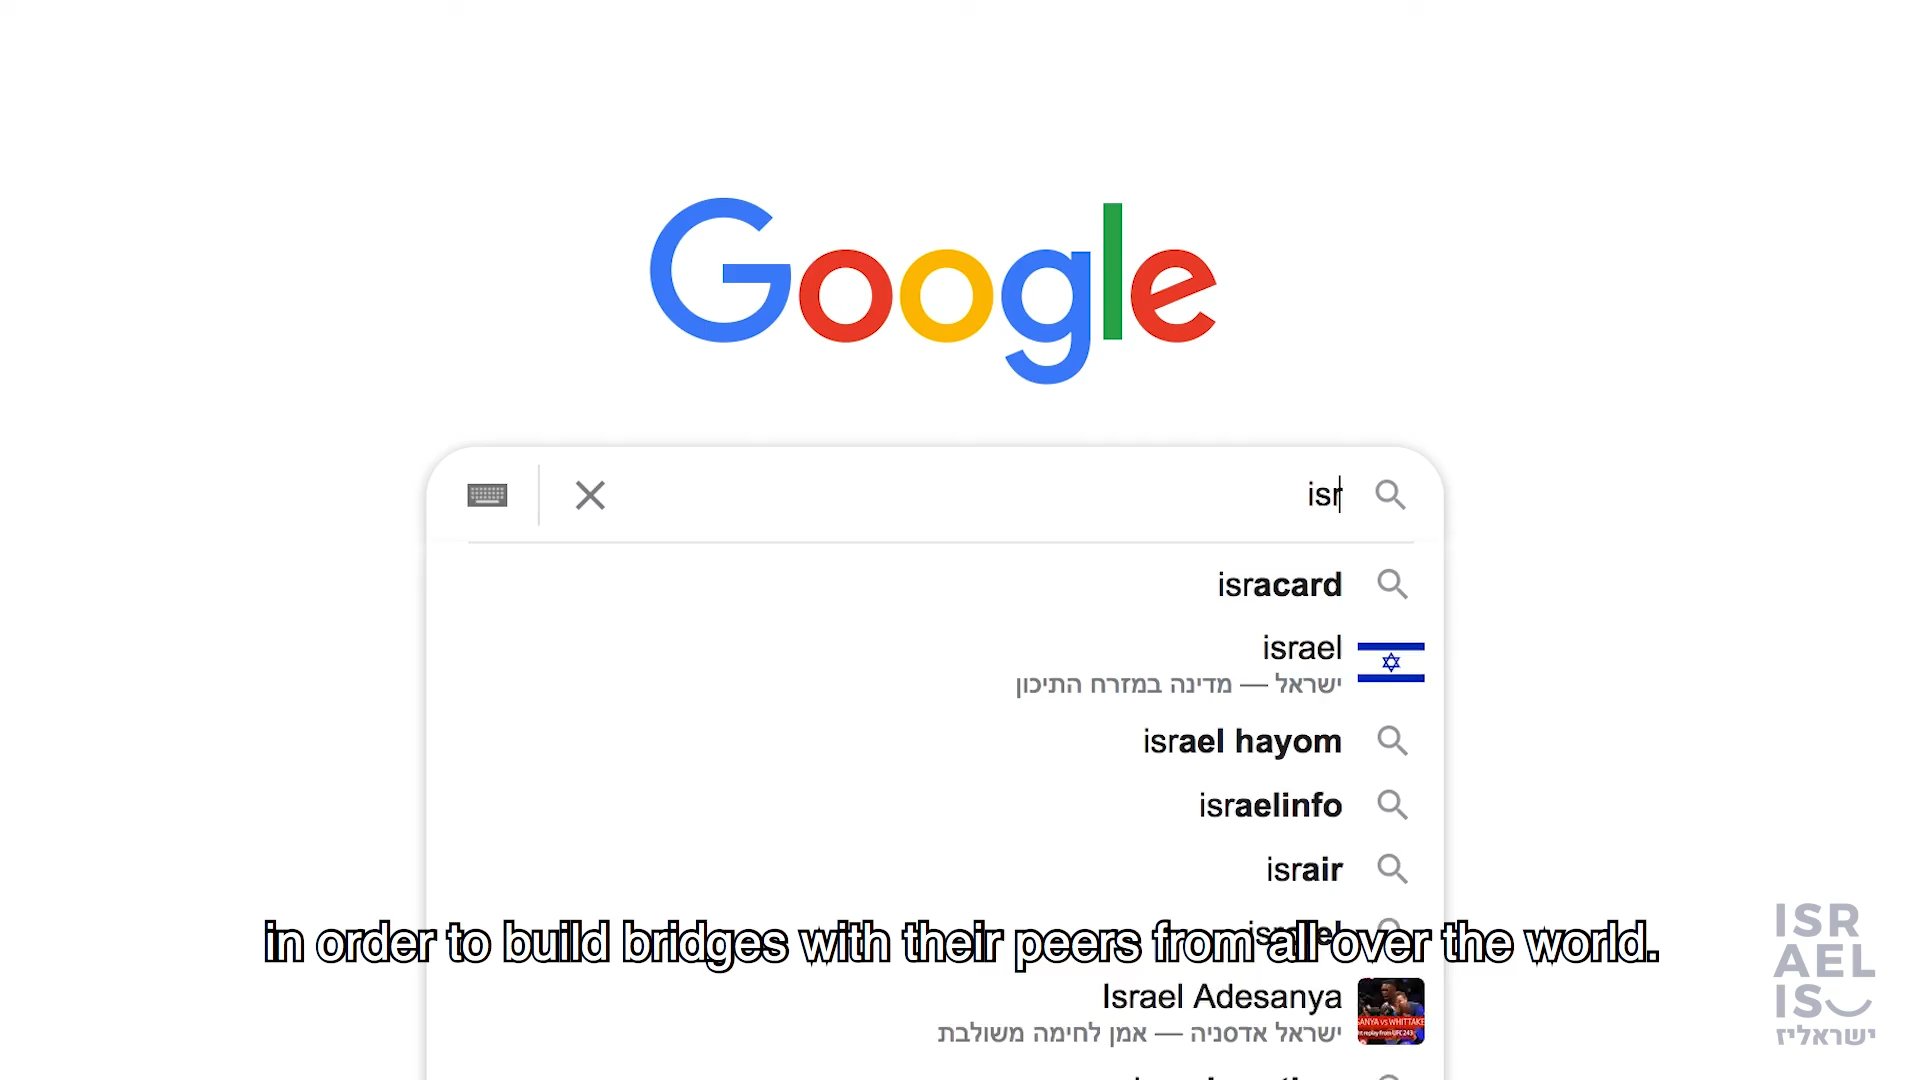 Google
isr
isracard
israel
ישראל — מדינה במזרח התיכון
israel hayom
israelinfo
israir
in order to build bridges with their peers from all over the world.
Israel Adesanya
ישראל אדסניה — אמן לחימה משולבת
ISR
AEL
IS
ישראליז